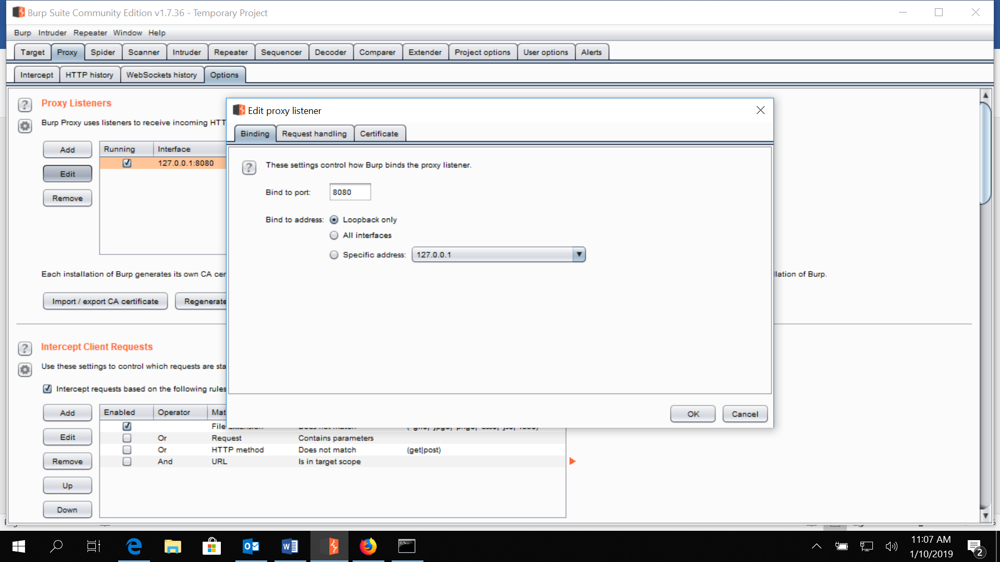 Burp Suite Community Edition v1.7.36 - Temporary Project
Burp Intruder Repeater Window Help
Target Proxy Spider Scanner Intruder Repeater Sequencer Decoder Comparer Extender Project options User options Alerts
Intercept HTTP history WebSockets history Options
Proxy Listeners
Burp Proxy uses listeners to receive incoming HTT
Add
Edit
Remove
Running Interface
127.0.0.1:8080
Each installation of Burp generates its own CA cer
llation of Burp.
Import / export CA certificate Regenerate
Edit proxy listener
Binding Request handling Certificate
These settings control how Burp binds the proxy listener.
Bind to port: 8080
Bind to address: Loopback only
All interfaces
Specific address: 127.0.0.1
OK Cancel
Intercept Client Requests
Use these settings to control which requests are sta
Intercept requests based on the following rules
Add
Edit
Remove
Up
Down
Enabled Operator Mat
File extension Does not match
Or Request Contains parameters
Or HTTP method Does not match (get|post)
And URL Is in target scope
11:07 AM
1/10/2019
2